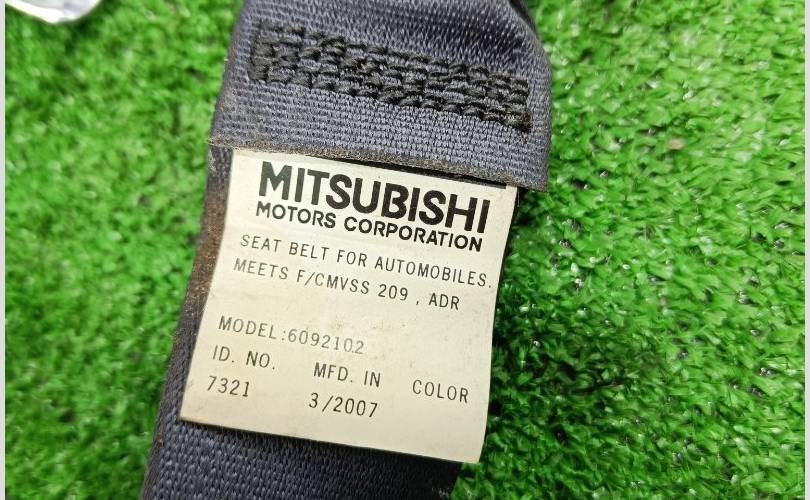 MITSUBISHI
MOTORS CORPORATION
SEAT BELT FOR AUTOMOBILES.
MEETS F/CMVSS 209 , ADR
MODEL:6092102
ID. NO. MFD. IN COLOR
7321 3/2007